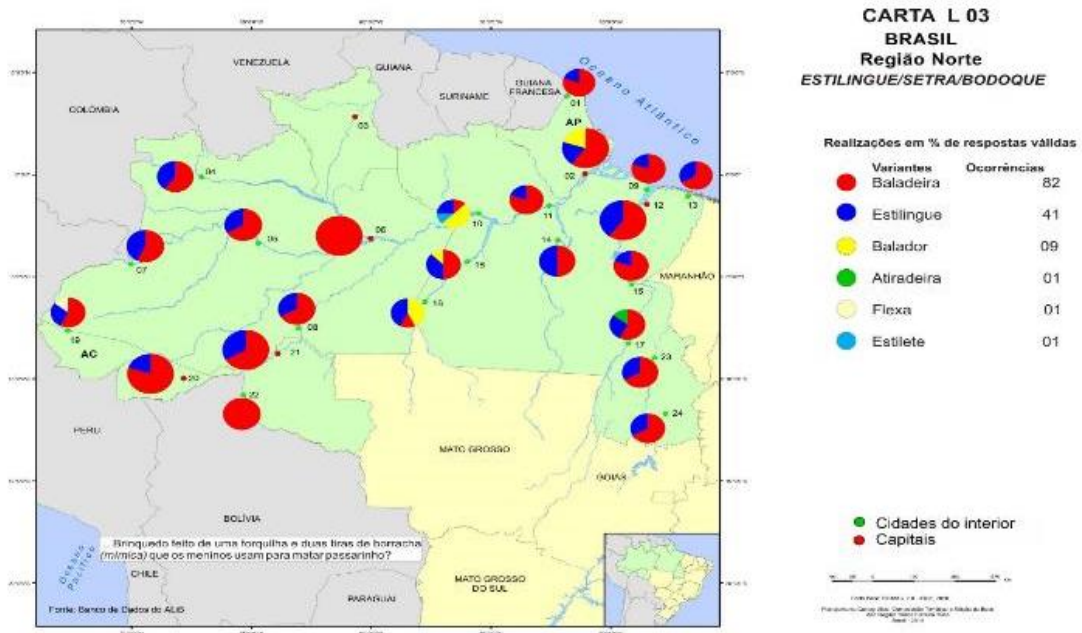 CARTA L 03
BRASIL
Região Norte
ESTILINGUE/SETRA/BODOQUE
Realizações em % de respostas válidas
Variantes Ocorrências
Baladeira 82
Estilingue 41
Balador 09
Atiradeira 01
Flexa 01
Estilete 01
Cidades do interior
Capitais
VENEZUELA
GUIANA
SURINAME
GUIANA
FRANCESA
COLOMBIA
Oceano Atlântico
AP
01
02
03
04
05
06
07
08
09
10
11
12
13
14
15
16
17
19
20
21
22
23
24
AC
MARANHÃO
PERU
MATO GROSSO
GOIÁS
BOLÍVIA
Brinquedo feito de uma forquilha e duas tiras de borracha
(mímica) que os meninos usam para matar passarinho?
Oceano
Pacífico
CHILE
MATO GROSSO
DO SUL
PARAGUAI
Fonte: Banco de Dados do ALiB